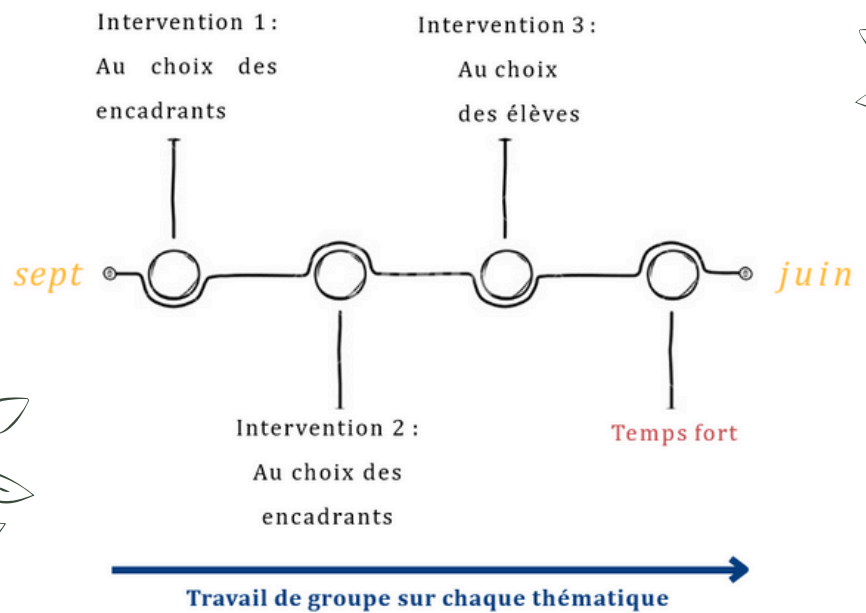 Intervention 1 :
Au choix des
encadrants
Intervention 3 :
Au choix
des élèves
sept
juin
Intervention 2 :
Au choix des
encadrants
Temps fort
Travail de groupe sur chaque thématique